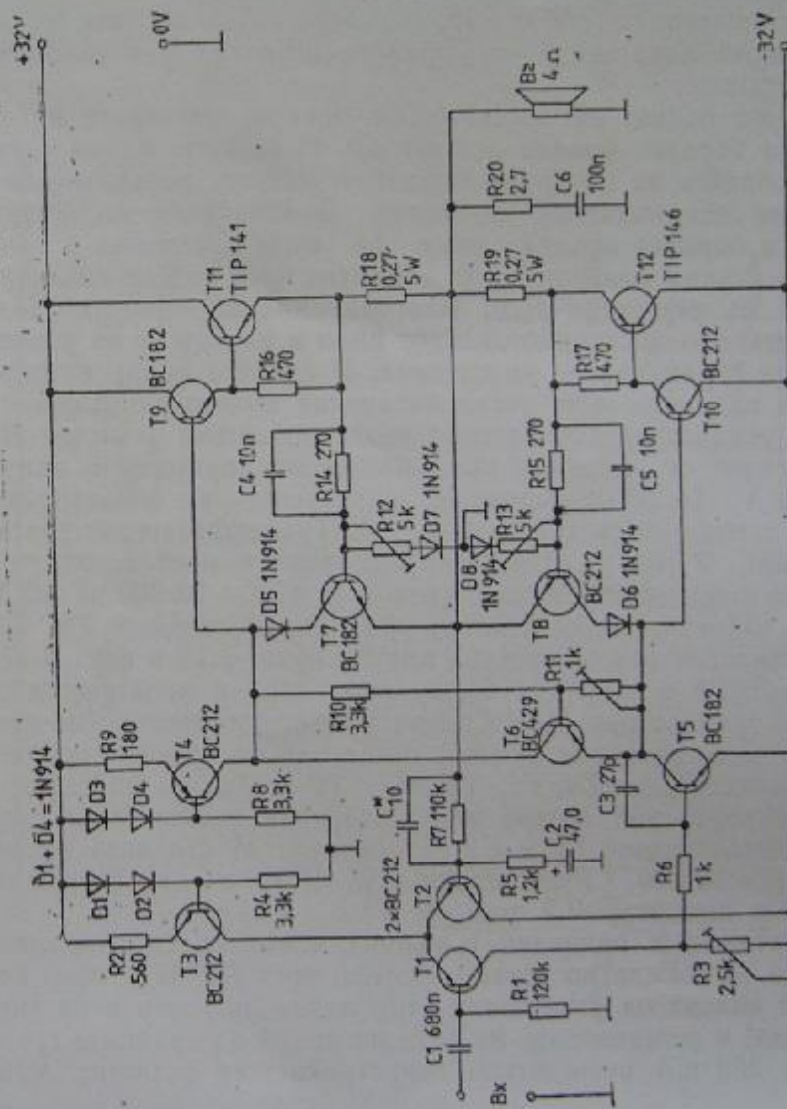 +32V
0V
D1 ÷ D4 = 1N914
R2
560
D1
D2
D3
D4
R9
180
T3
BC212
R4
3,3k
R8
3,3k
T4
BC212
T9
BC182
T11
TIP 141
R16
470
C4 10n
R14 270
R18
0,27
5W
D5 1N914
T7
BC182
R12
5k
D7 1N914
R10
3,3k
C1 680n
Bx
R1
120k
T1
T2
2×BC212
C*
10
R7 110k
R5
1,2k
+
C2
47,0
D8
1N914
R13
5k
T8
BC212
D6 1N914
R15 270
C5 10n
R19
0,27
5W
R17
470
T12
TIP 146
T10
BC212
R20
2,7
C6
100n
Bz
4 Ω
T6
BC429
R11
1k
C3 27p
T5
BC182
R6
1k
R3
2,5k
-32V